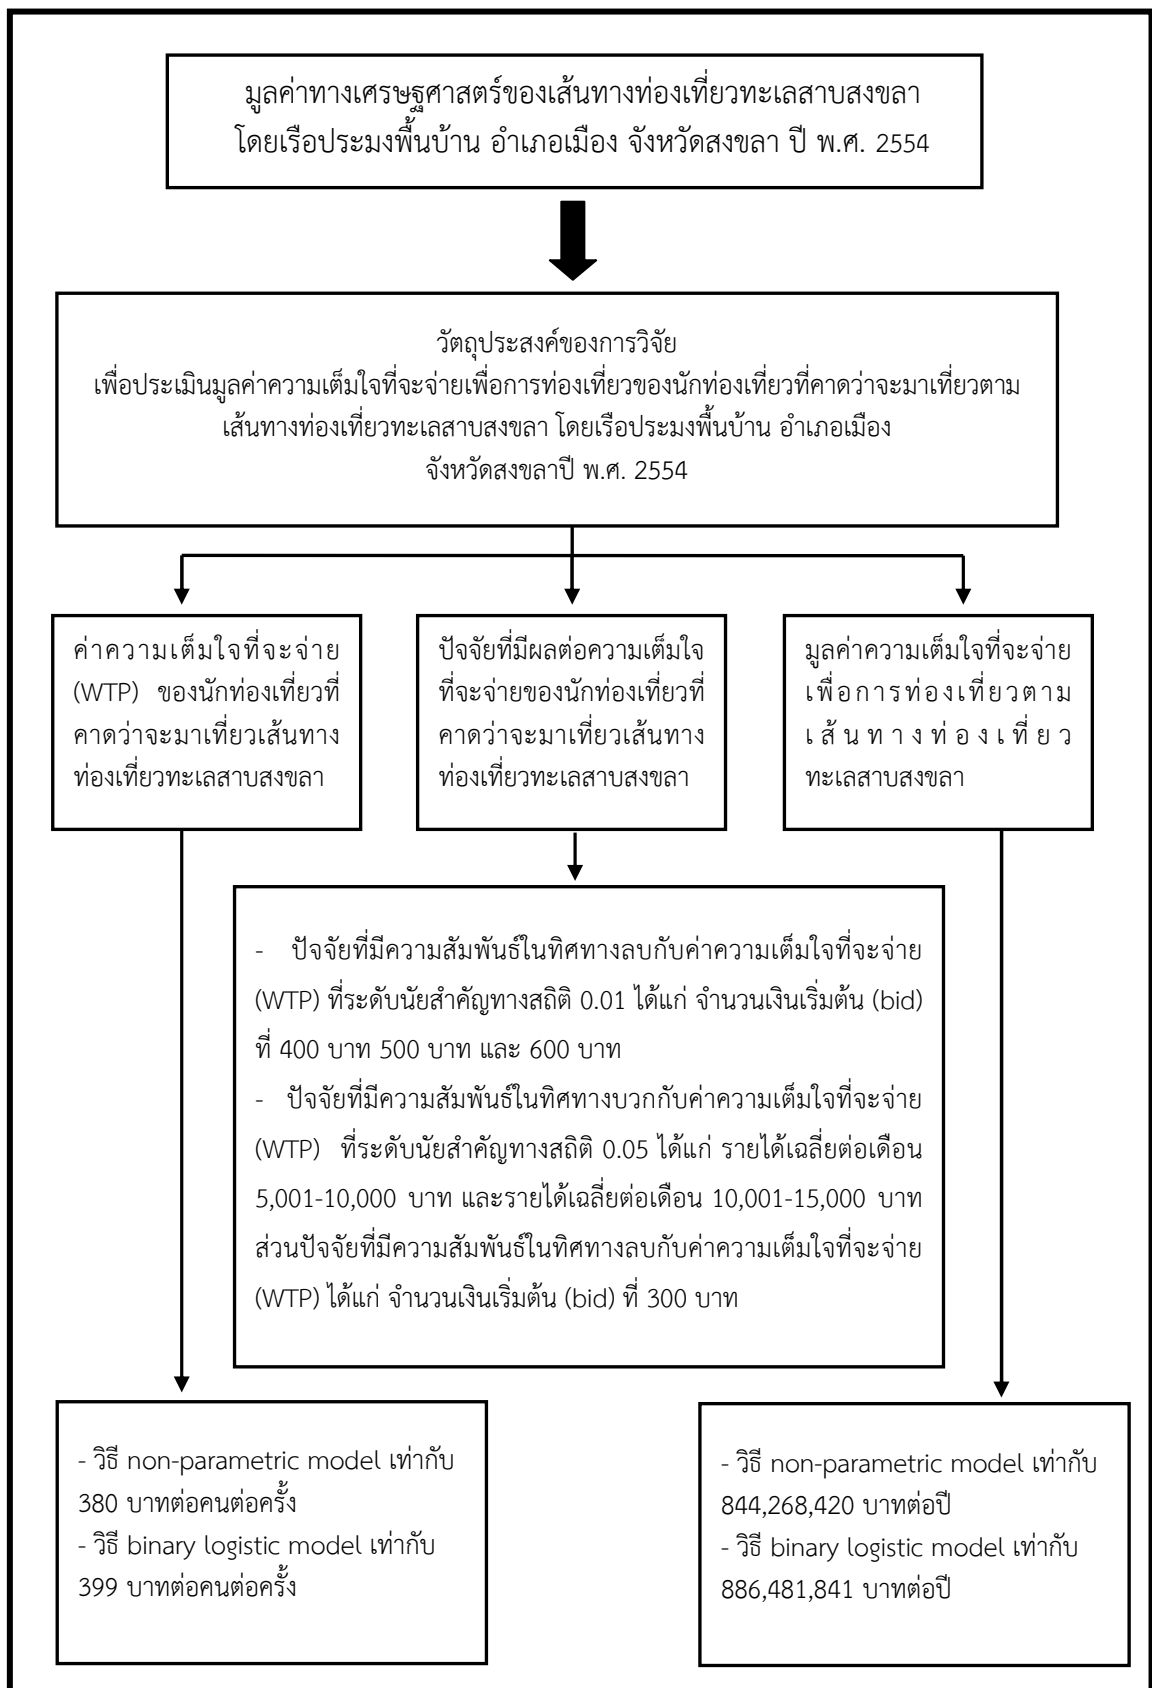 มูลค่าทางเศรษฐศาสตร์ของเส้นทางท่องเที่ยวทะเลสาบสงขลา
โดยเรือประมงพื้นบ้าน อำเภอเมือง จังหวัดสงขลา ปี พ.ศ. 2554
วัตถุประสงค์ของการวิจัย
เพื่อประเมินมูลค่าความเต็มใจที่จะจ่ายเพื่อการท่องเที่ยวของนักท่องเที่ยวที่คาดว่าจะมาเที่ยวตาม
เส้นทางท่องเที่ยวทะเลสาบสงขลา โดยเรือประมงพื้นบ้าน อำเภอเมือง
จังหวัดสงขลาปี พ.ศ. 2554
ค่าความเต็มใจที่จะจ่าย
(WTP) ของนักท่องเที่ยวที่
คาดว่าจะมาเที่ยวเส้นทาง
ท่องเที่ยวทะเลสาบสงขลา
ปัจจัยที่มีผลต่อความเต็มใจ
ที่จะจ่ายของนักท่องเที่ยวที่
คาดว่าจะมาเที่ยวเส้นทาง
ท่องเที่ยวทะเลสาบสงขลา
มูลค่าความเต็มใจที่จะจ่าย
เพื่อการท่องเที่ยวตาม
เส้นทางท่องเที่ยว
ทะเลสาบสงขลา
- ปัจจัยที่มีความสัมพันธ์ในทิศทางลบกับค่าความเต็มใจที่จะจ่าย
(WTP) ที่ระดับนัยสำคัญทางสถิติ 0.01 ได้แก่ จำนวนเงินเริ่มต้น (bid)
ที่ 400 บาท 500 บาท และ 600 บาท
- ปัจจัยที่มีความสัมพันธ์ในทิศทางบวกกับค่าความเต็มใจที่จะจ่าย
(WTP) ที่ระดับนัยสำคัญทางสถิติ 0.05 ได้แก่ รายได้เฉลี่ยต่อเดือน
5,001-10,000 บาท และรายได้เฉลี่ยต่อเดือน 10,001-15,000 บาท
ส่วนปัจจัยที่มีความสัมพันธ์ในทิศทางลบกับค่าความเต็มใจที่จะจ่าย
(WTP) ได้แก่ จำนวนเงินเริ่มต้น (bid) ที่ 300 บาท
- วิธี non-parametric model เท่ากับ
380 บาทต่อคนต่อครั้ง
- วิธี binary logistic model เท่ากับ
399 บาทต่อคนต่อครั้ง
- วิธี non-parametric model เท่ากับ
844,268,420 บาทต่อปี
- วิธี binary logistic model เท่ากับ
886,481,841 บาทต่อปี